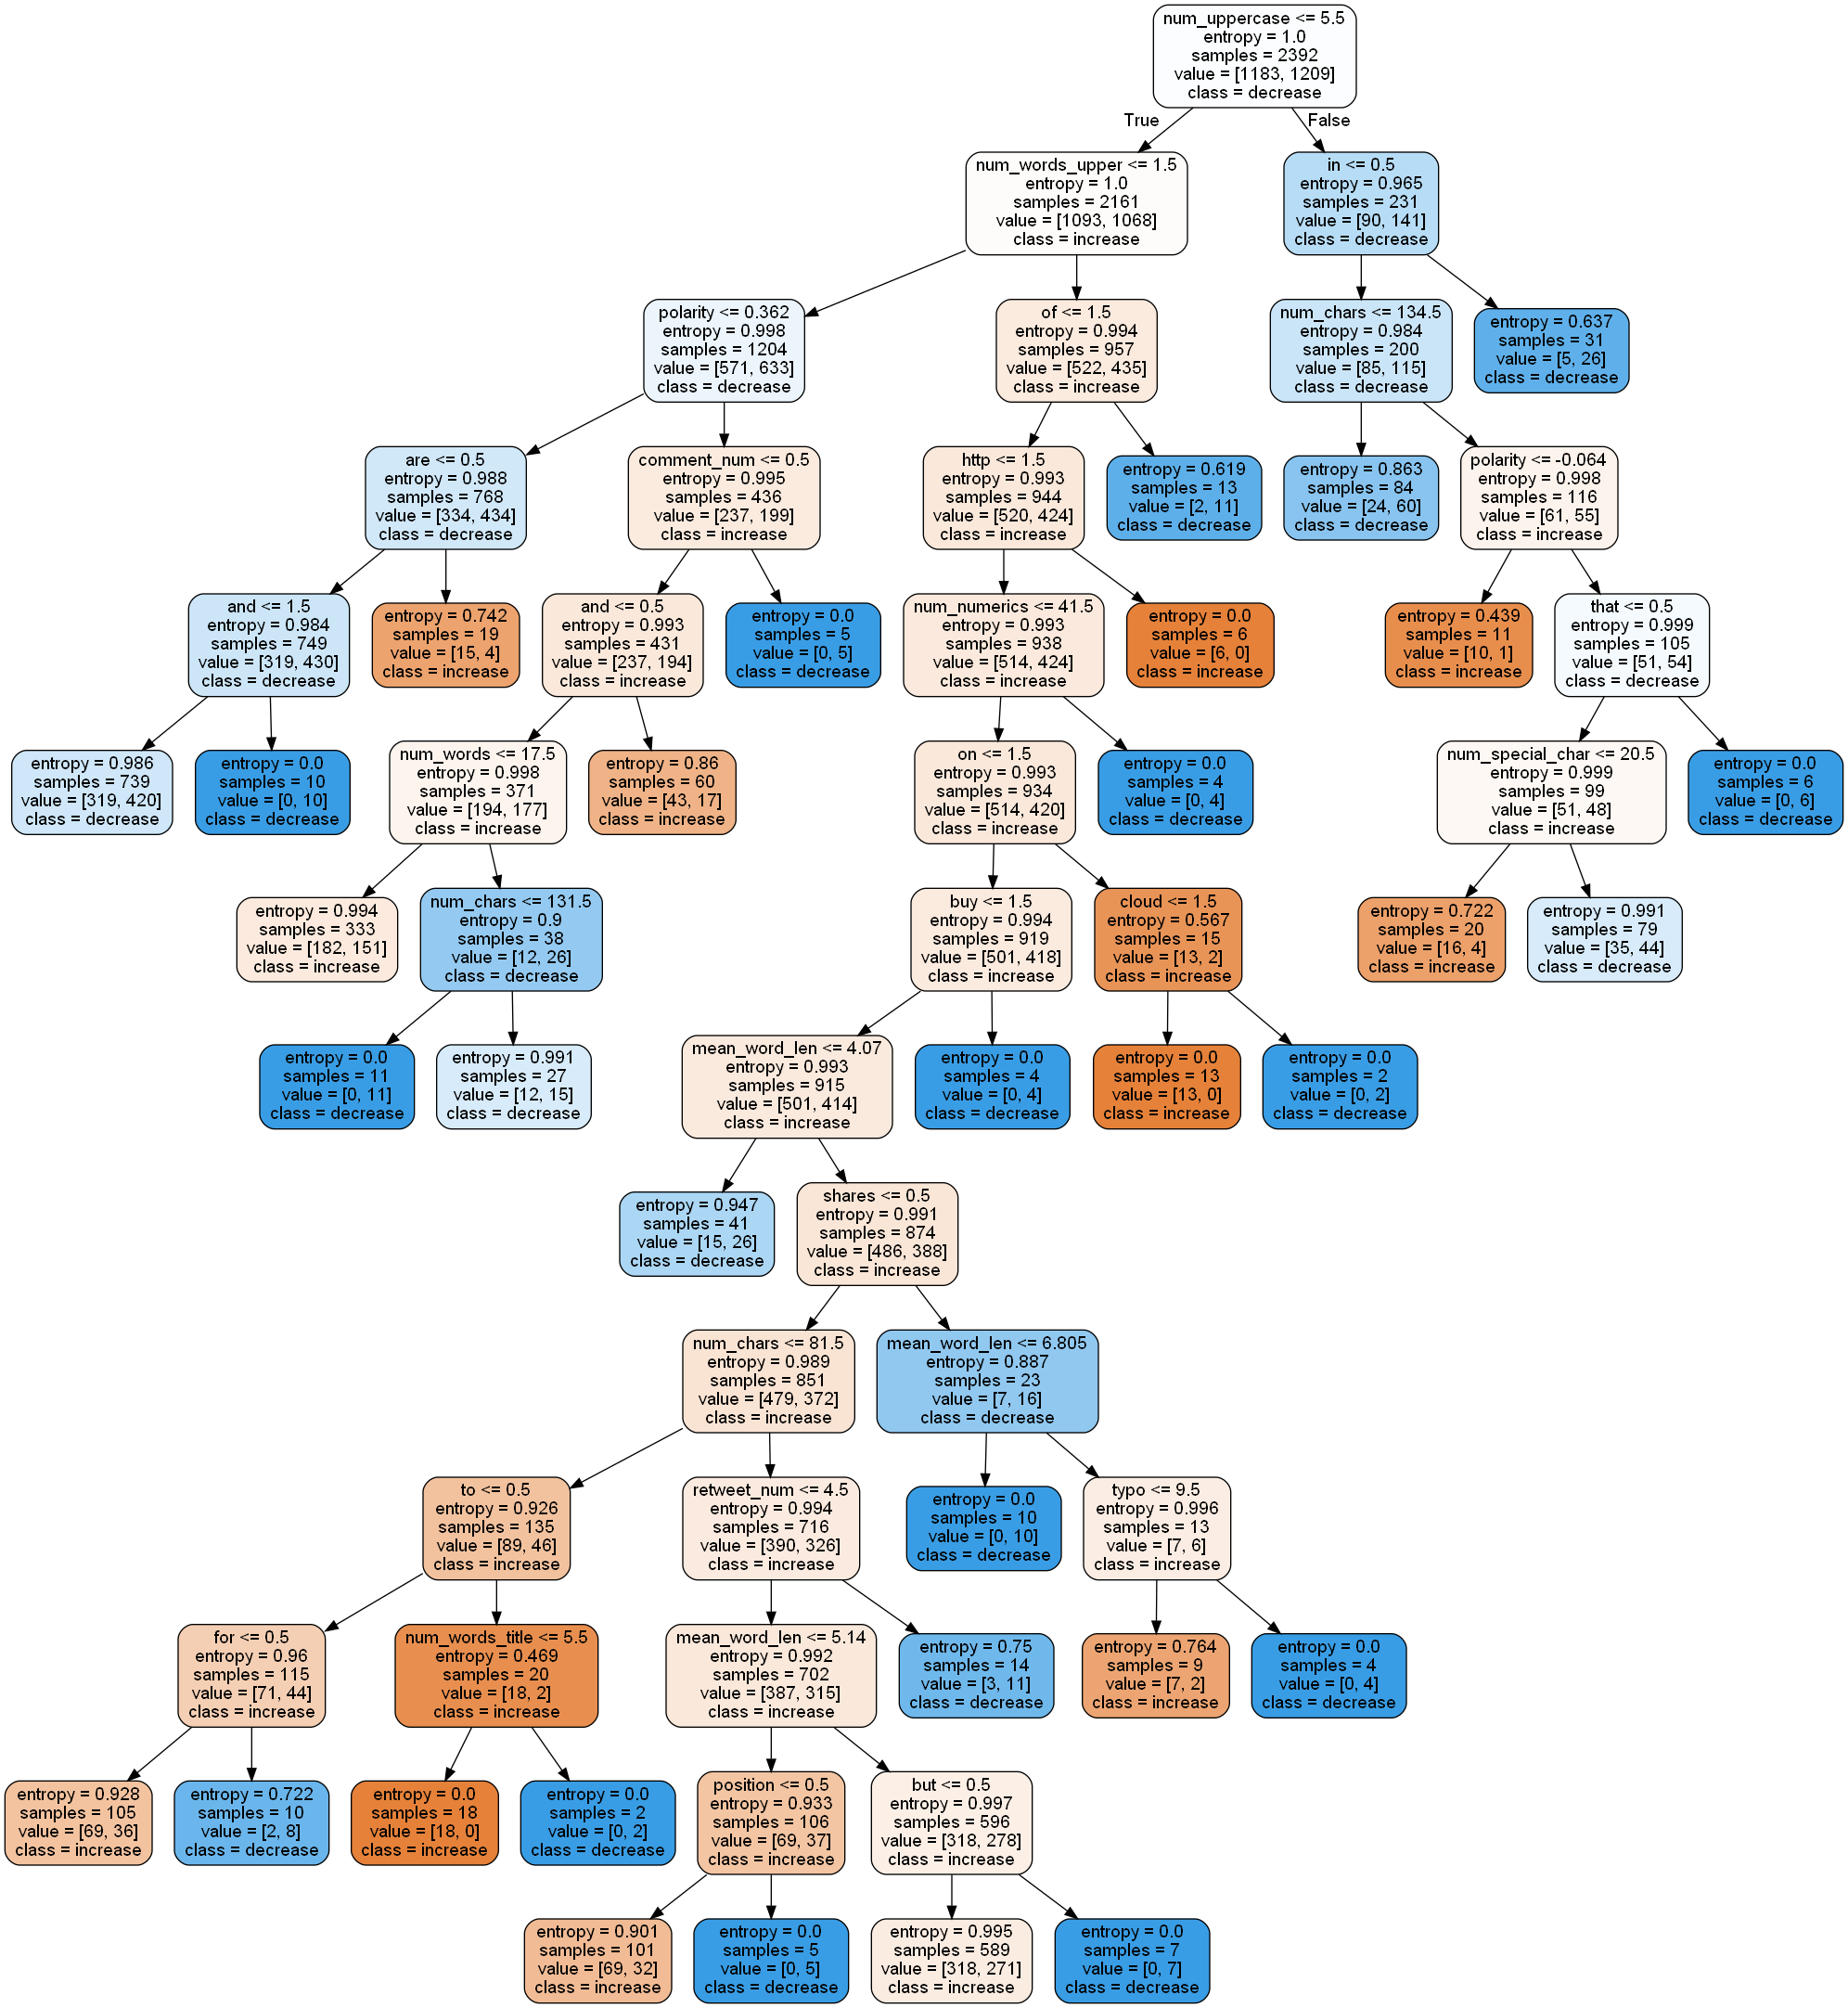 num_uppercase <= 5.5
entropy = 1.0
samples = 2392
value = [1183, 1209]
class = decrease
True
False
num_words_upper <= 1.5
entropy = 1.0
samples = 2161
value = [1093, 1068]
class = increase
in <= 0.5
entropy = 0.965
samples = 231
value = [90, 141]
class = decrease
polarity <= 0.362
entropy = 0.998
samples = 1204
value = [571, 633]
class = decrease
of <= 1.5
entropy = 0.994
samples = 957
value = [522, 435]
class = increase
num_chars <= 134.5
entropy = 0.984
samples = 200
value = [85, 115]
class = decrease
entropy = 0.637
samples = 31
value = [5, 26]
class = decrease
are <= 0.5
entropy = 0.988
samples = 768
value = [334, 434]
class = decrease
comment_num <= 0.5
entropy = 0.995
samples = 436
value = [237, 199]
class = increase
http <= 1.5
entropy = 0.993
samples = 944
value = [520, 424]
class = increase
entropy = 0.619
samples = 13
value = [2, 11]
class = decrease
entropy = 0.863
samples = 84
value = [24, 60]
class = decrease
polarity <= -0.064
entropy = 0.998
samples = 116
value = [61, 55]
class = increase
and <= 1.5
entropy = 0.984
samples = 749
value = [319, 430]
class = decrease
entropy = 0.742
samples = 19
value = [15, 4]
class = increase
and <= 0.5
entropy = 0.993
samples = 431
value = [237, 194]
class = increase
entropy = 0.0
samples = 5
value = [0, 5]
class = decrease
num_numerics <= 41.5
entropy = 0.993
samples = 938
value = [514, 424]
class = increase
entropy = 0.0
samples = 6
value = [6, 0]
class = increase
entropy = 0.439
samples = 11
value = [10, 1]
class = increase
that <= 0.5
entropy = 0.999
samples = 105
value = [51, 54]
class = decrease
entropy = 0.986
samples = 739
value = [319, 420]
class = decrease
entropy = 0.0
samples = 10
value = [0, 10]
class = decrease
num_words <= 17.5
entropy = 0.998
samples = 371
value = [194, 177]
class = increase
entropy = 0.86
samples = 60
value = [43, 17]
class = increase
on <= 1.5
entropy = 0.993
samples = 934
value = [514, 420]
class = increase
entropy = 0.0
samples = 4
value = [0, 4]
class = decrease
num_special_char <= 20.5
entropy = 0.999
samples = 99
value = [51, 48]
class = increase
entropy = 0.0
samples = 6
value = [0, 6]
class = decrease
entropy = 0.994
samples = 333
value = [182, 151]
class = increase
num_chars <= 131.5
entropy = 0.9
samples = 38
value = [12, 26]
class = decrease
buy <= 1.5
entropy = 0.994
samples = 919
value = [501, 418]
class = increase
cloud <= 1.5
entropy = 0.567
samples = 15
value = [13, 2]
class = increase
entropy = 0.722
samples = 20
value = [16, 4]
class = increase
entropy = 0.991
samples = 79
value = [35, 44]
class = decrease
entropy = 0.0
samples = 11
value = [0, 11]
class = decrease
entropy = 0.991
samples = 27
value = [12, 15]
class = decrease
mean_word_len <= 4.07
entropy = 0.993
samples = 915
value = [501, 414]
class = increase
entropy = 0.0
samples = 4
value = [0, 4]
class = decrease
entropy = 0.0
samples = 13
value = [13, 0]
class = increase
entropy = 0.0
samples = 2
value = [0, 2]
class = decrease
entropy = 0.947
samples = 41
value = [15, 26]
class = decrease
shares <= 0.5
entropy = 0.991
samples = 874
value = [486, 388]
class = increase
num_chars <= 81.5
entropy = 0.989
samples = 851
value = [479, 372]
class = increase
mean_word_len <= 6.805
entropy = 0.887
samples = 23
value = [7, 16]
class = decrease
to <= 0.5
entropy = 0.926
samples = 135
value = [89, 46]
class = increase
retweet_num <= 4.5
entropy = 0.994
samples = 716
value = [390, 326]
class = increase
entropy = 0.0
samples = 10
value = [0, 10]
class = decrease
typo <= 9.5
entropy = 0.996
samples = 13
value = [7, 6]
class = increase
for <= 0.5
entropy = 0.96
samples = 115
value = [71, 44]
class = increase
num_words_title <= 5.5
entropy = 0.469
samples = 20
value = [18, 2]
class = increase
mean_word_len <= 5.14
entropy = 0.992
samples = 702
value = [387, 315]
class = increase
entropy = 0.75
samples = 14
value = [3, 11]
class = decrease
entropy = 0.764
samples = 9
value = [7, 2]
class = increase
entropy = 0.0
samples = 4
value = [0, 4]
class = decrease
entropy = 0.928
samples = 105
value = [69, 36]
class = increase
entropy = 0.722
samples = 10
value = [2, 8]
class = decrease
entropy = 0.0
samples = 18
value = [18, 0]
class = increase
entropy = 0.0
samples = 2
value = [0, 2]
class = decrease
position <= 0.5
entropy = 0.933
samples = 106
value = [69, 37]
class = increase
but <= 0.5
entropy = 0.997
samples = 596
value = [318, 278]
class = increase
entropy = 0.901
samples = 101
value = [69, 32]
class = increase
entropy = 0.0
samples = 5
value = [0, 5]
class = decrease
entropy = 0.995
samples = 589
value = [318, 271]
class = increase
entropy = 0.0
samples = 7
value = [0, 7]
class = decrease